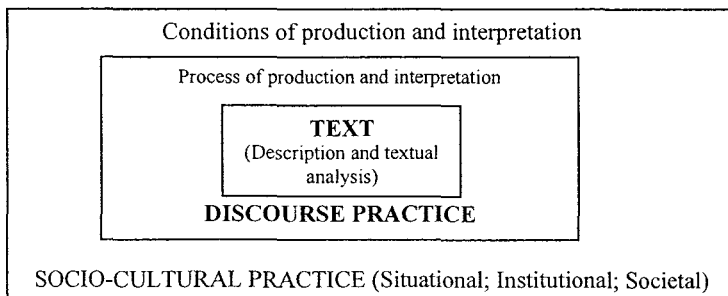 Conditions of production and interpretation
Process of production and interpretation
TEXT
(Description and textual
analysis)
DISCOURSE PRACTICE
SOCIO-CULTURAL PRACTICE (Situational; Institutional; Societal)